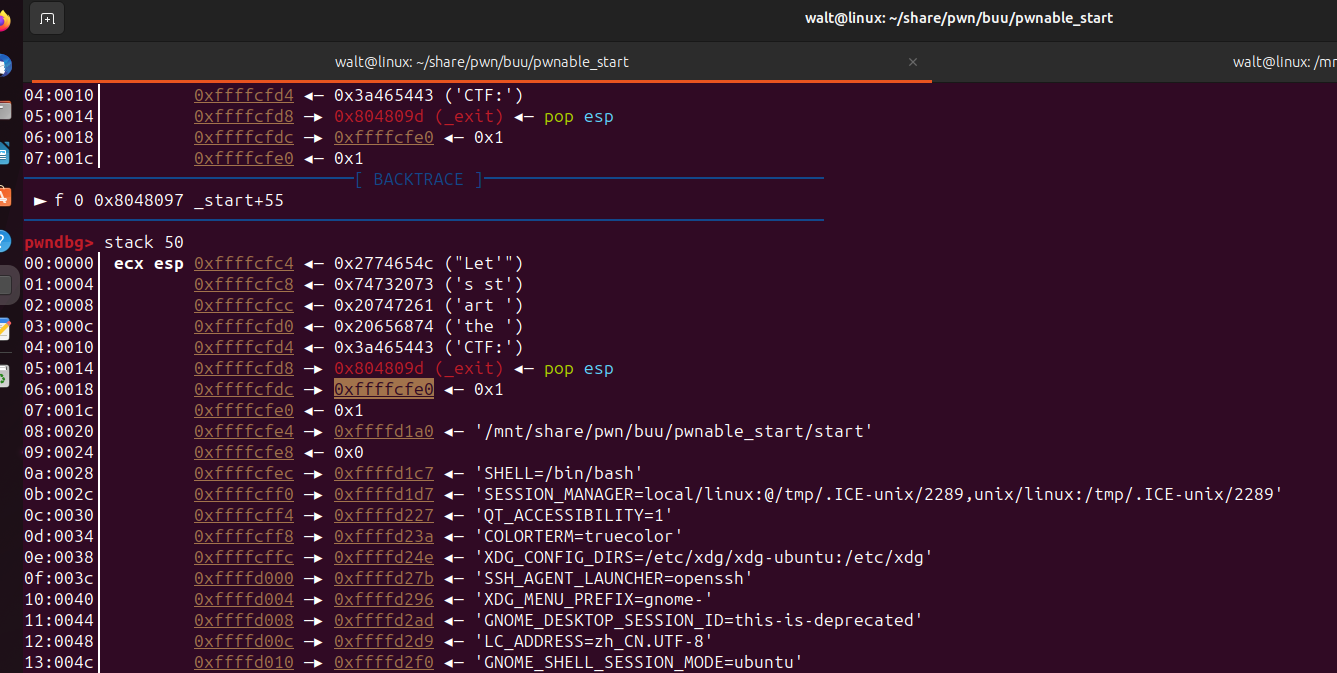 walt@linux: ~/share/pwn/buu/pwnable_start
walt@linux: ~/share/pwn/buu/pwnable_start × walt@linux: /mn
04:0010│ 0xffffcfd4 ◂— 0x3a465443 ('CTF:')
05:0014│ 0xffffcfd8 —▸ 0x804809d (_exit) ◂— pop esp
06:0018│ 0xffffcfdc —▸ 0xffffcfe0 ◂— 0x1
07:001c│ 0xffffcfe0 ◂— 0x1
[ BACKTRACE ]
► f 0 0x8048097 _start+55
pwndbg> stack 50
00:0000│ ecx esp 0xffffcfc4 ◂— 0x2774654c ("Let'")
01:0004│ 0xffffcfc8 ◂— 0x74732073 ('s st')
02:0008│ 0xffffcfcc ◂— 0x20747261 ('art ')
03:000c│ 0xffffcfd0 ◂— 0x20656874 ('the ')
04:0010│ 0xffffcfd4 ◂— 0x3a465443 ('CTF:')
05:0014│ 0xffffcfd8 —▸ 0x804809d (_exit) ◂— pop esp
06:0018│ 0xffffcfdc —▸ 0xffffcfe0 ◂— 0x1
07:001c│ 0xffffcfe0 ◂— 0x1
08:0020│ 0xffffcfe4 —▸ 0xffffd1a0 ◂— '/mnt/share/pwn/buu/pwnable_start/start'
09:0024│ 0xffffcfe8 ◂— 0x0
0a:0028│ 0xffffcfec —▸ 0xffffd1c7 ◂— 'SHELL=/bin/bash'
0b:002c│ 0xffffcff0 —▸ 0xffffd1d7 ◂— 'SESSION_MANAGER=local/linux:@/tmp/.ICE-unix/2289,unix/linux:/tmp/.ICE-unix/2289'
0c:0030│ 0xffffcff4 —▸ 0xffffd227 ◂— 'QT_ACCESSIBILITY=1'
0d:0034│ 0xffffcff8 —▸ 0xffffd23a ◂— 'COLORTERM=truecolor'
0e:0038│ 0xffffcffc —▸ 0xffffd24e ◂— 'XDG_CONFIG_DIRS=/etc/xdg/xdg-ubuntu:/etc/xdg'
0f:003c│ 0xffffd000 —▸ 0xffffd27b ◂— 'SSH_AGENT_LAUNCHER=openssh'
10:0040│ 0xffffd004 —▸ 0xffffd296 ◂— 'XDG_MENU_PREFIX=gnome-'
11:0044│ 0xffffd008 —▸ 0xffffd2ad ◂— 'GNOME_DESKTOP_SESSION_ID=this-is-deprecated'
12:0048│ 0xffffd00c —▸ 0xffffd2d9 ◂— 'LC_ADDRESS=zh_CN.UTF-8'
13:004c│ 0xffffd010 —▸ 0xffffd2f0 ◂— 'GNOME_SHELL_SESSION_MODE=ubuntu'